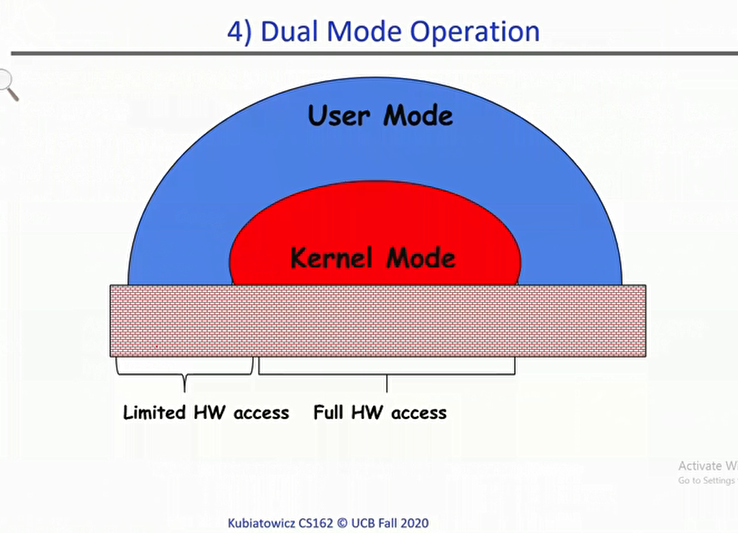 4) Dual Mode Operation
User Mode
Kernel Mode
Limited HW access Full HW access
Activate W
Go to Settings
Kubiatowicz CS162 © UCB Fall 2020